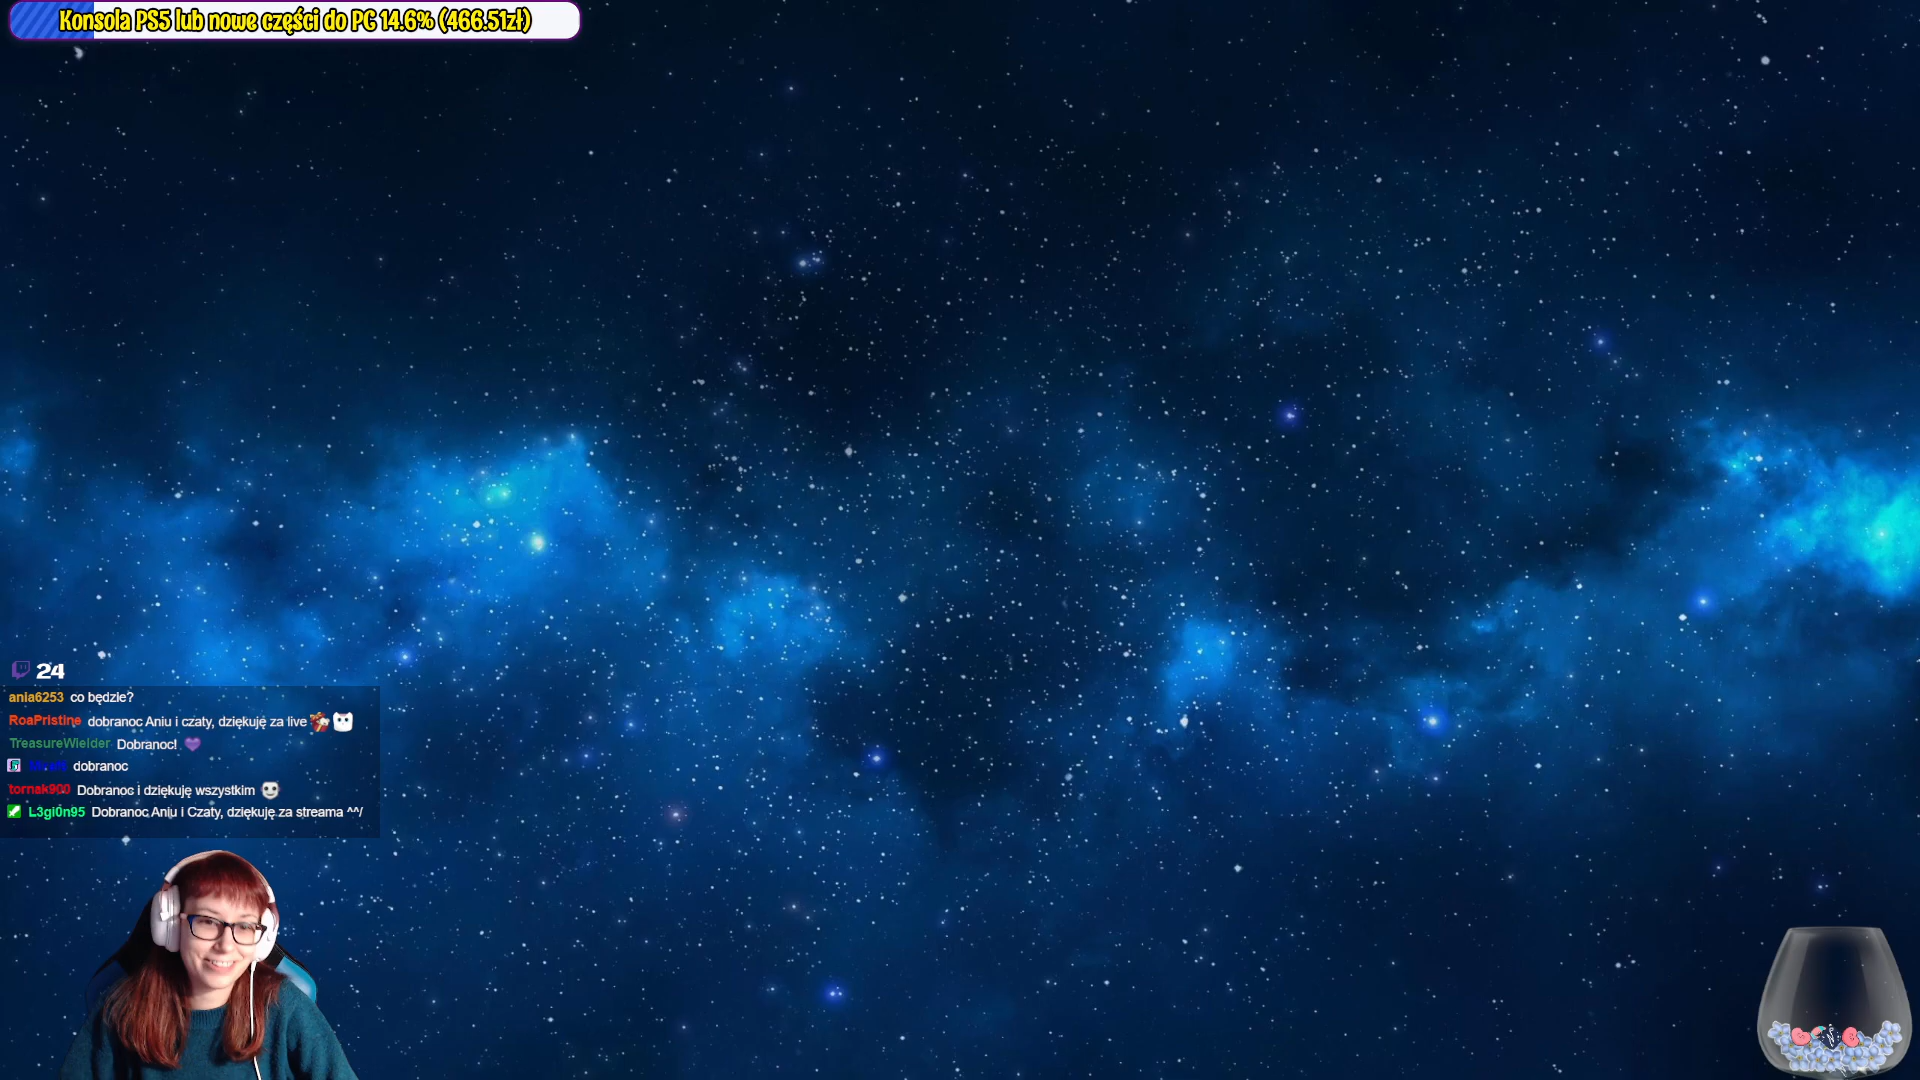 Konsola PS5 lub nowe części do PC 14.6% (466.51zł)
24
ania6253 co będzie?
RoaPristine dobranoc Aniu i czaty, dziękuję za live
TreasureWielder Dobranoc!
dobranoc
tornak900 Dobranoc i dziękuję wszystkim
L3gi0n95 Dobranoc Aniu i Czaty, dziękuję za streama ^^/